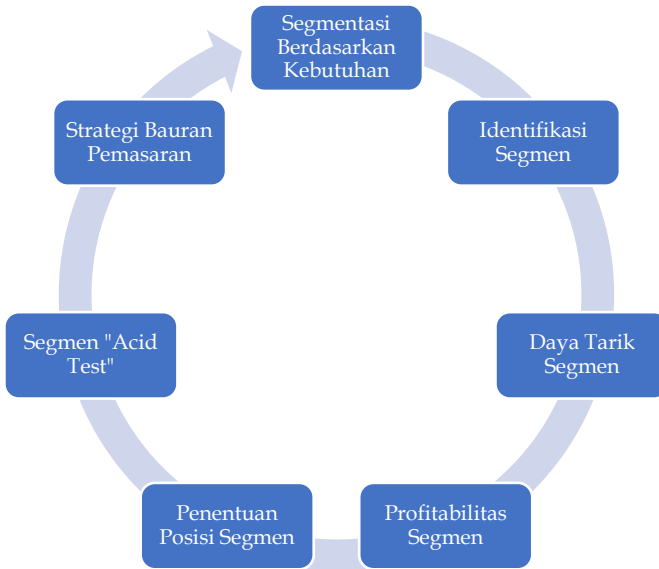 Segmentasi
Berdasarkan
Kebutuhan
Identifikasi
Segmen
Daya Tarik
Segmen
Profitabilitas
Segmen
Penentuan
Posisi Segmen
Segmen "Acid
Test"
Strategi Bauran
Pemasaran